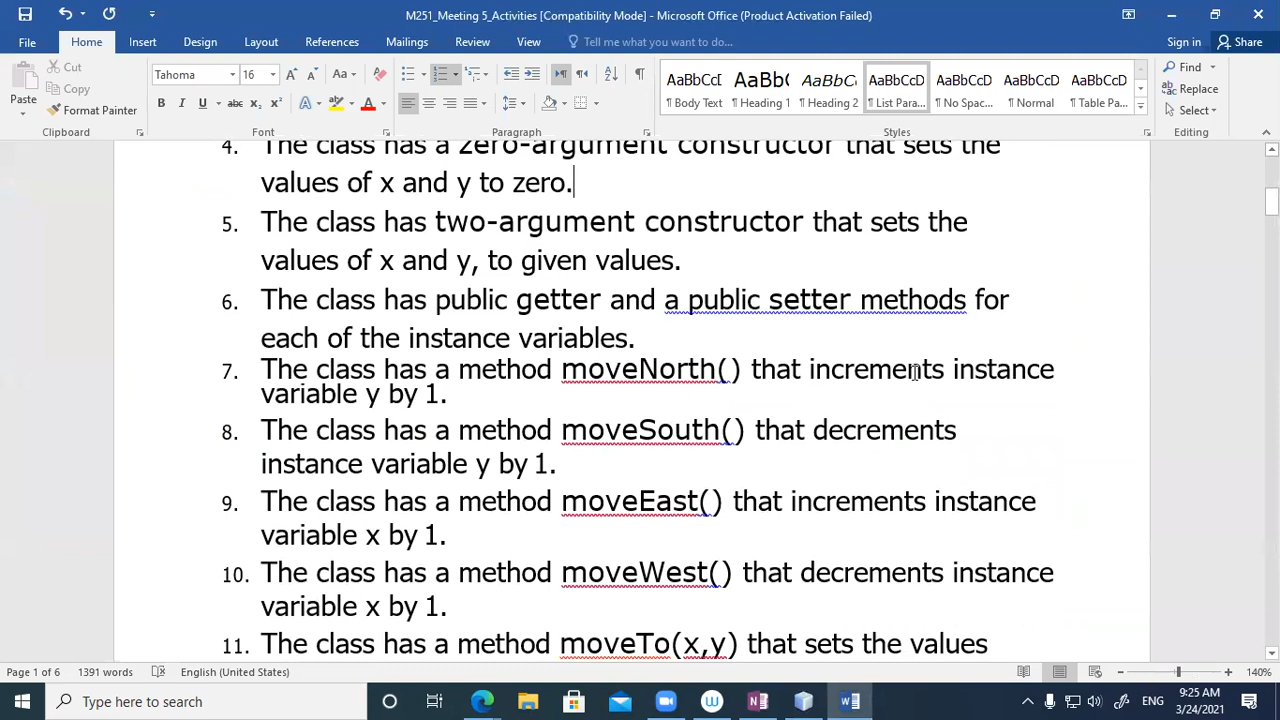 M251_Meeting 5_Activities [Compatibility Mode] - Microsoft Office (Product Activation Failed)
File Home Insert Design Layout References Mailings Review View Tell me what you want to do... Sign in Share
Cut
Copy
Format Painter
Paste
Clipboard
Tahoma 16
Font
Paragraph
AaBbCcD AaBbC AaBbCc AaBbCcD AaBbCcD AaBbCcD AaBbCcD
¶ Body Text ¶ Heading 1 Heading 2 ¶ List Para... ¶ No Spac... ¶ Normal ¶ Table Pa...
Styles
Find
Replace
Select
Editing
4. The class has a zero-argument constructor that sets the
values of x and y to zero.
5. The class has two-argument constructor that sets the
values of x and y, to given values.
6. The class has public getter and a public setter methods for
each of the instance variables.
7. The class has a method moveNorth() that increments instance
variable y by 1.
8. The class has a method moveSouth() that decrements
instance variable y by 1.
9. The class has a method moveEast() that increments instance
variable x by 1.
10. The class has a method moveWest() that decrements instance
variable x by 1.
11. The class has a method moveTo(x,y) that sets the values
Page 1 of 6 1391 words English (United States) 140%
Type here to search
ENG
9:25 AM
3/24/2021